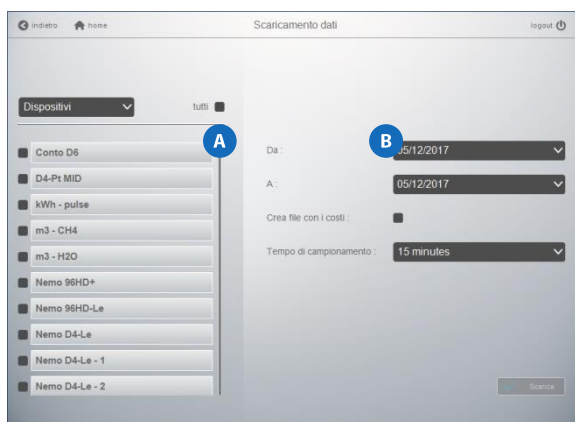 indietro home Scaricamento dati logout
Dispositivi tutti
A
B
Conto D6
D4-Pt MID
kWh - pulse
m3 - CH4
m3 - H2O
Nemo 96HD+
Nemo 96HD-Le
Nemo D4-Le
Nemo D4-Le - 1
Nemo D4-Le - 2
Da : 05/12/2017
A : 05/12/2017
Crea file con i costi :
Tempo di campionamento : 15 minutes
Scarica